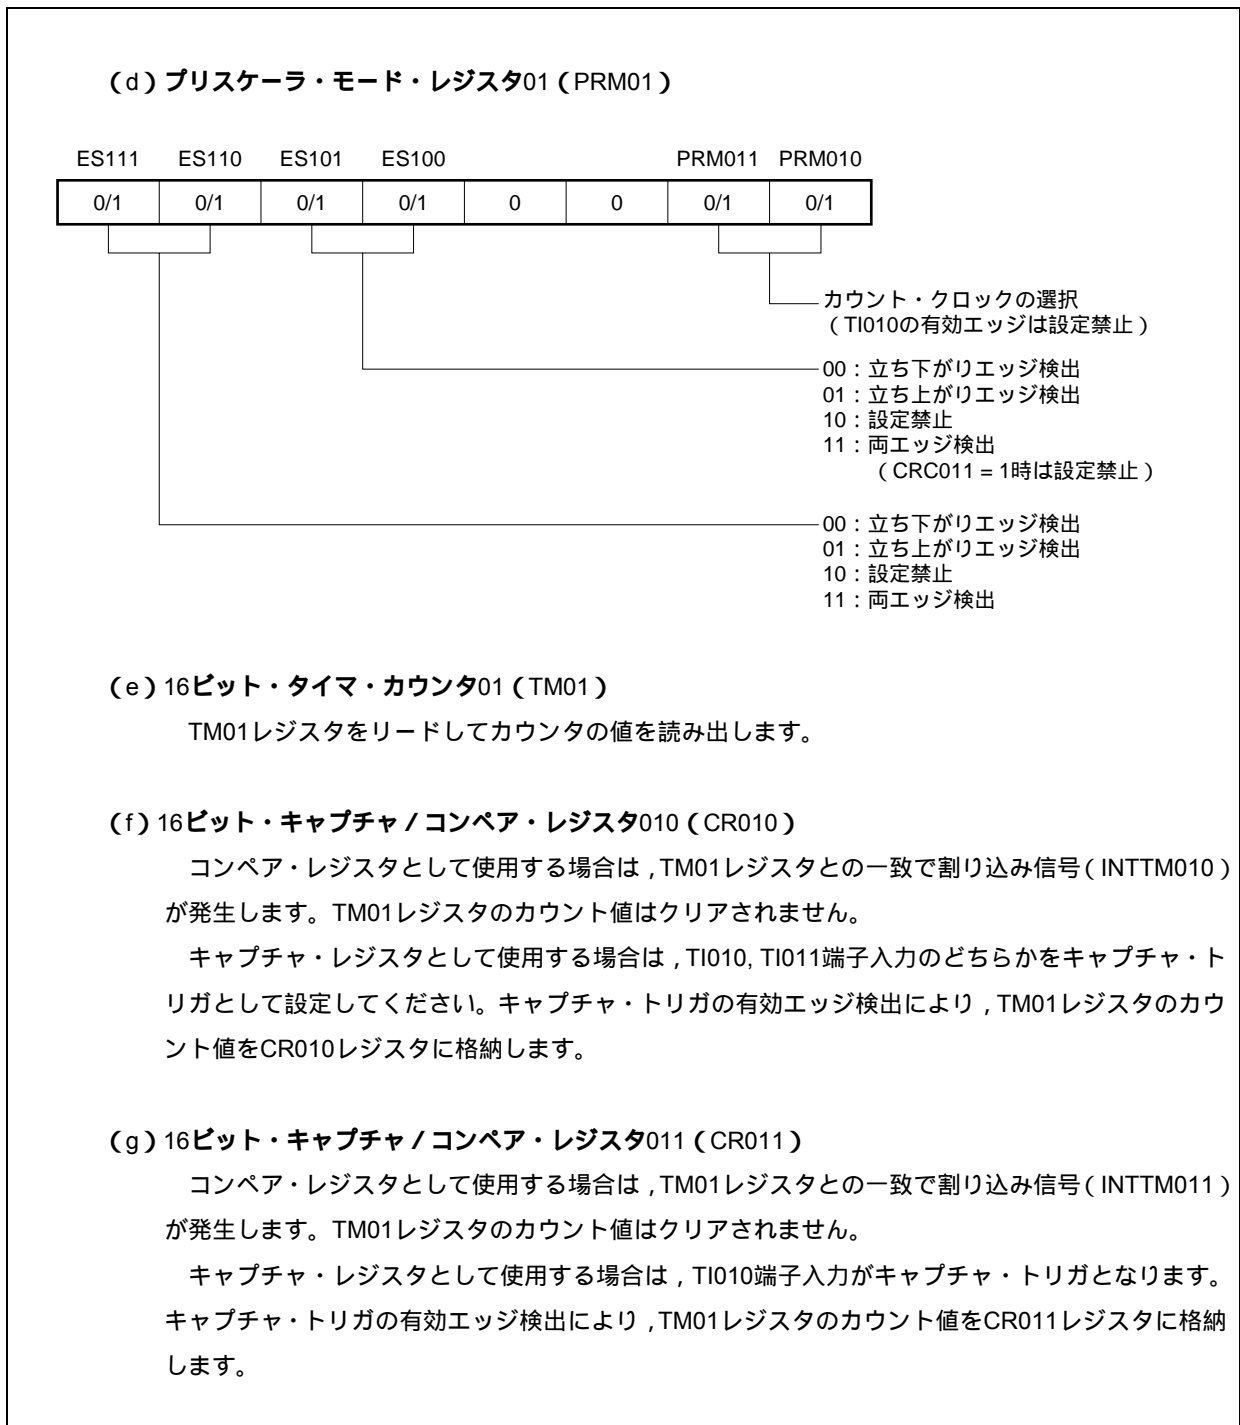 (d)プリスケーラ・モード・レジスタ01(PRM01)
ES111 ES110 ES101 ES100 PRM011 PRM010
0/1 0/1 0/1 0/1 0 0 0/1 0/1
カウント・クロックの選択
(TI010の有効エッジは設定禁止)
00:立ち下がりエッジ検出
01:立ち上がりエッジ検出
10:設定禁止
11:両エッジ検出
(CRC011 = 1時は設定禁止)
00:立ち下がりエッジ検出
01:立ち上がりエッジ検出
10:設定禁止
11:両エッジ検出
(e)16ビット・タイマ・カウンタ01(TM01)
TM01レジスタをリードしてカウンタの値を読み出します。
(f)16ビット・キャプチャ/コンペア・レジスタ010(CR010)
コンペア・レジスタとして使用する場合は,TM01レジスタとの一致で割り込み信号(INTTM010)
が発生します。TM01レジスタのカウント値はクリアされません。
キャプチャ・レジスタとして使用する場合は,TI010, TI011端子入力のどちらかをキャプチャ・ト
リガとして設定してください。キャプチャ・トリガの有効エッジ検出により,TM01レジスタのカウ
ント値をCR010レジスタに格納します。
(g)16ビット・キャプチャ/コンペア・レジスタ011(CR011)
コンペア・レジスタとして使用する場合は,TM01レジスタとの一致で割り込み信号(INTTM011)
が発生します。TM01レジスタのカウント値はクリアされません。
キャプチャ・レジスタとして使用する場合は,TI010端子入力がキャプチャ・トリガとなります。
キャプチャ・トリガの有効エッジ検出により,TM01レジスタのカウント値をCR011レジスタに格納
します。